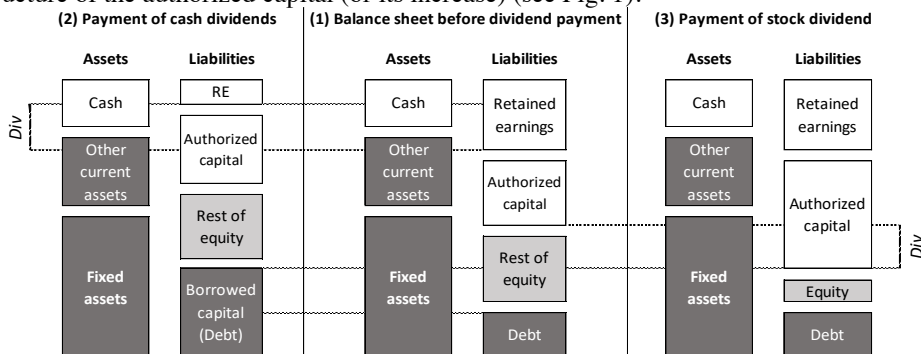 ucture of the authorized capital (or its increase) (see Fig. 1).
(2) Payment of cash dividends
Assets
Liabilities
Div
Cash
Other
current
assets
Fixed
assets
RE
Authorized
capital
Rest of
equity
Borrowed
capital
(Debt)
(1) Balance sheet before dividend payment
Assets
Liabilities
Cash
Other
current
assets
Fixed
assets
Retained
earnings
Authorized
capital
Rest of
equity
Debt
(3) Payment of stock dividend
Assets
Liabilities
Cash
Other
current
assets
Fixed
assets
Retained
earnings
Authorized
capital
Equity
Debt
Div